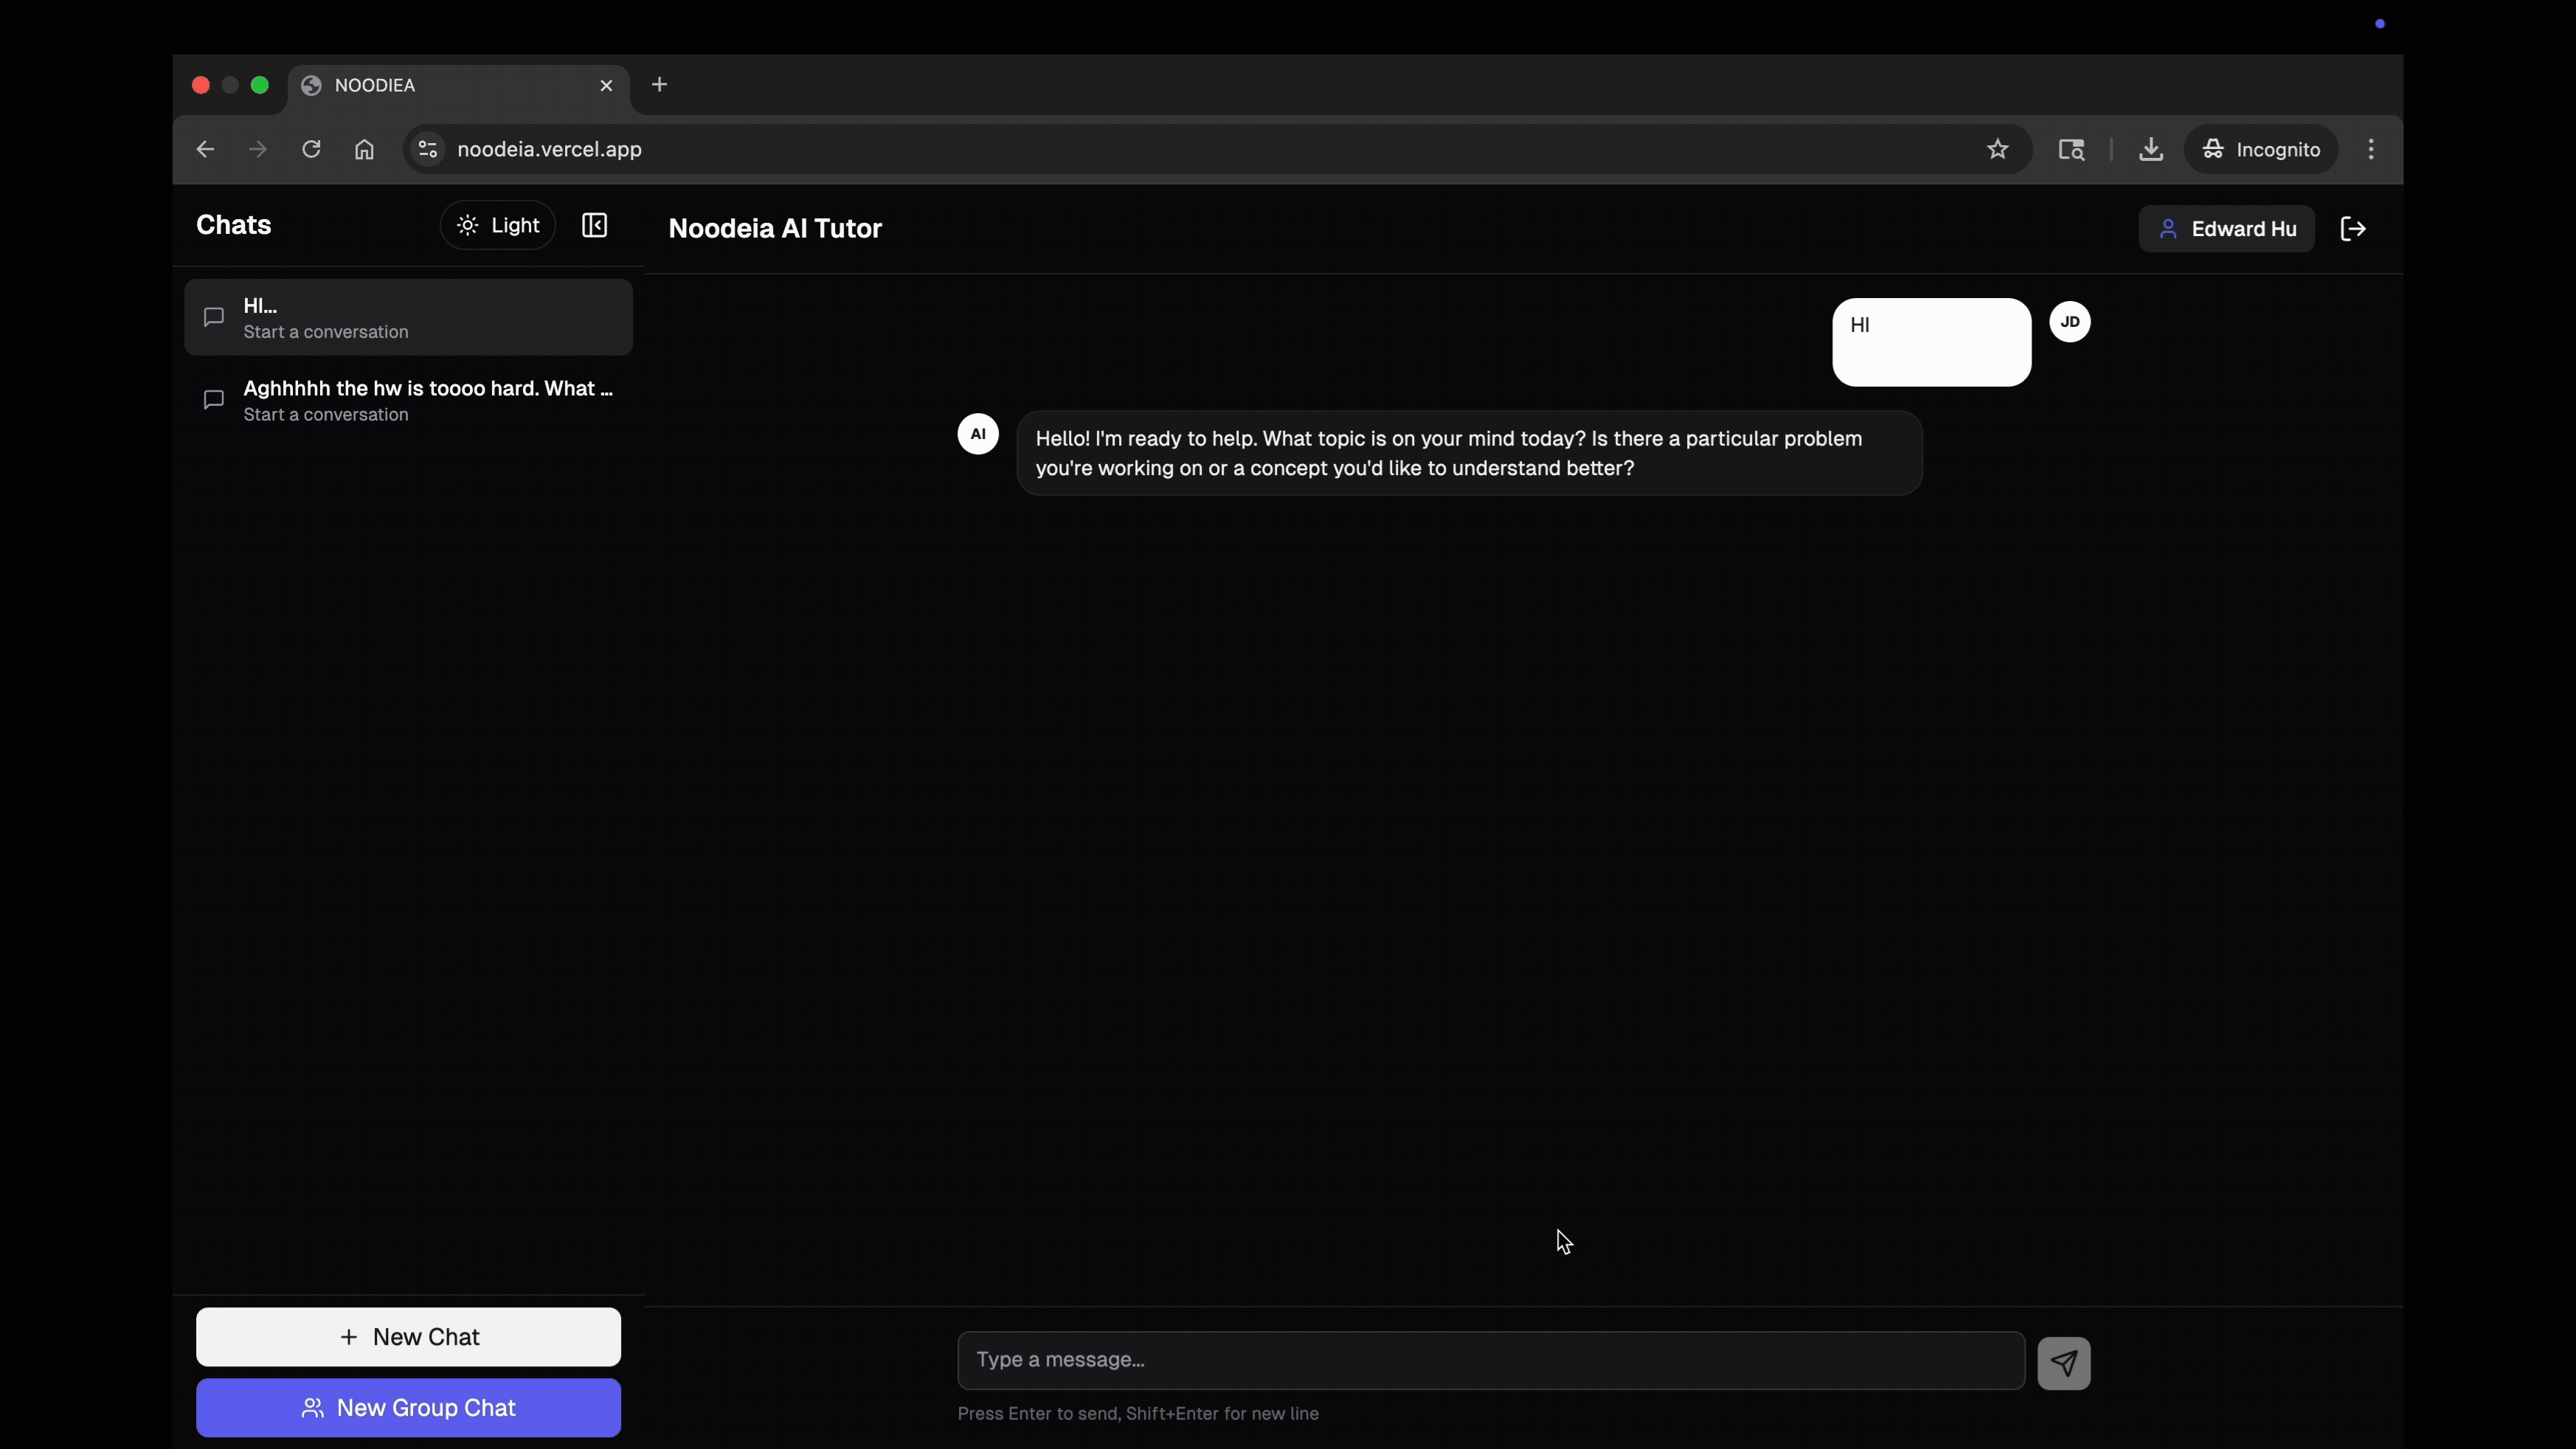 NOODIEA
noodeia.vercel.app
Incognito
Chats
Light
Noodeia AI Tutor
Edward Hu
HI...
Start a conversation
Aghhhhh the hw is toooo hard. What ...
Start a conversation
HI
JD
AI
Hello! I'm ready to help. What topic is on your mind today? Is there a particular problem
you're working on or a concept you'd like to understand better?
New Chat
New Group Chat
Type a message...
Press Enter to send, Shift+Enter for new line